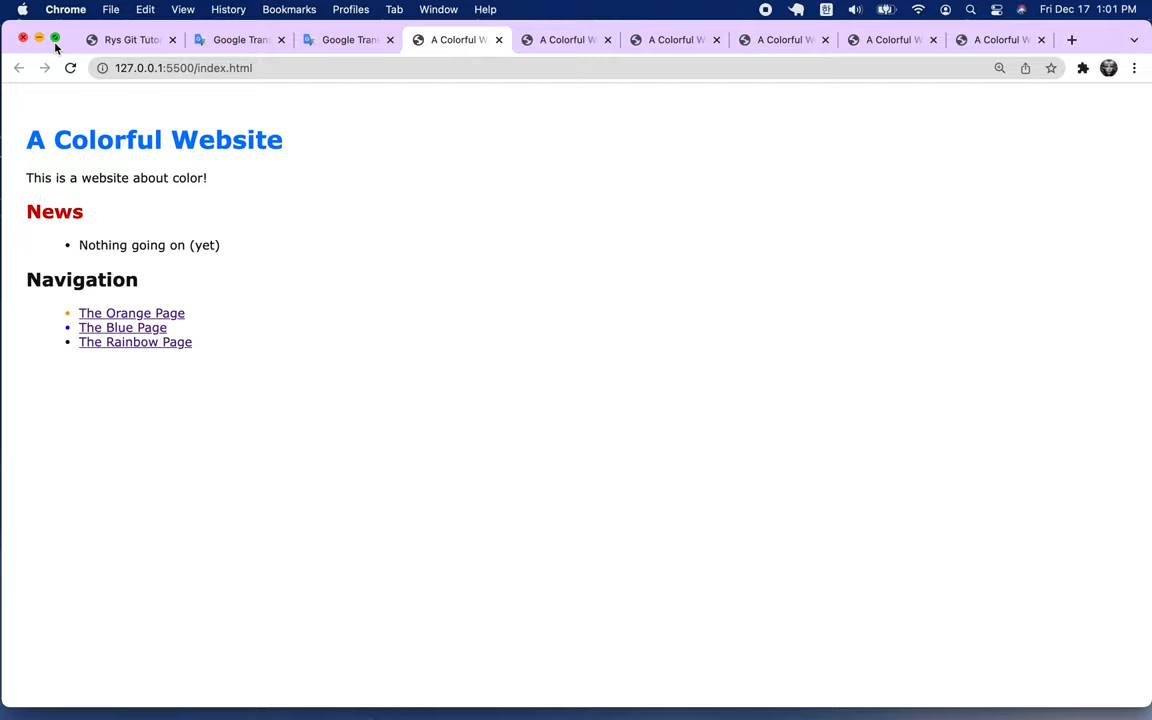 Chrome File Edit View History Bookmarks Profiles Tab Window Help 한 Fri Dec 17 1:01 PM
Rys Git Tutor Google Tran Google Tran A Colorful W A Colorful W A Colorful W A Colorful W A Colorful W A Colorful W
127.0.0.1:5500/index.html
A Colorful Website
This is a website about color!
News
• Nothing going on (yet)
Navigation
• The Orange Page
• The Blue Page
• The Rainbow Page